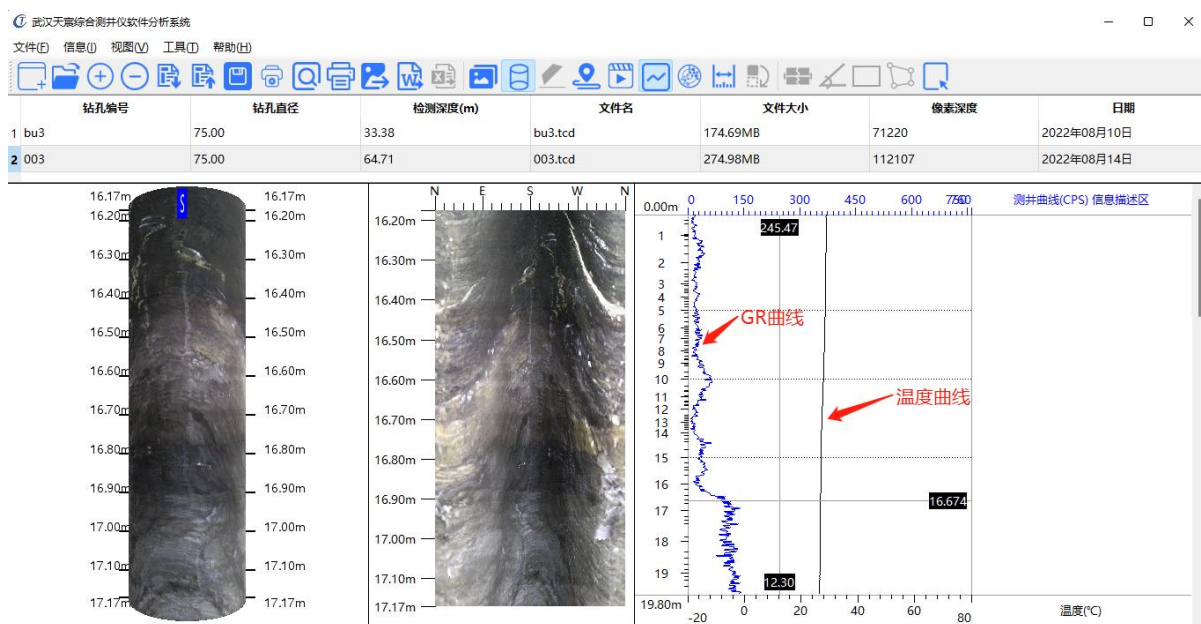 武汉天宸综合测井仪软件分析系统
文件(F) 信息(I) 视图(V) 工具(T) 帮助(H)
钻孔编号 钻孔直径 检测深度(m) 文件名 文件大小 像素深度 日期
1 bu3 75.00 33.38 bu3.tcd 174.69MB 71220 2022年08月10日
2 003 75.00 64.71 003.tcd 274.98MB 112107 2022年08月14日
16.17m
16.20m
16.30m
16.40m
16.50m
16.60m
16.70m
16.80m
16.90m
17.00m
17.10m
17.17m
S
16.17m
16.20m
16.30m
16.40m
16.50m
16.60m
16.70m
16.80m
16.90m
17.00m
17.10m
17.17m
N E S W N
16.20m
16.30m
16.40m
16.50m
16.60m
16.70m
16.80m
16.90m
17.00m
17.10m
17.17m
0 150 300 450 600 750 测井曲线(CPS) 信息描述区
0.00m
245.47
1
2
3
4
5
6
7
8
9
10
11
12
13
14
15
16
17
18
19
GR曲线
温度曲线
16.674
12.30
19.80m
-20 0 20 40 60 80 温度(℃)